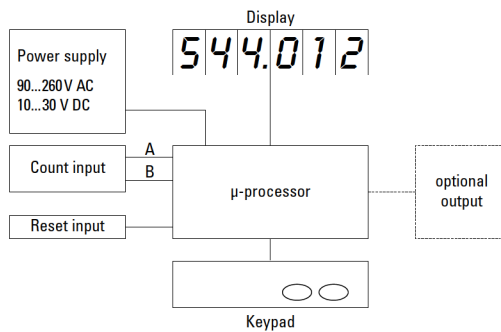 Display
544.012
Power supply
90...260 V AC
10...30 V DC
A
Count input
B
µ-processor
optional
output
Reset input
Keypad